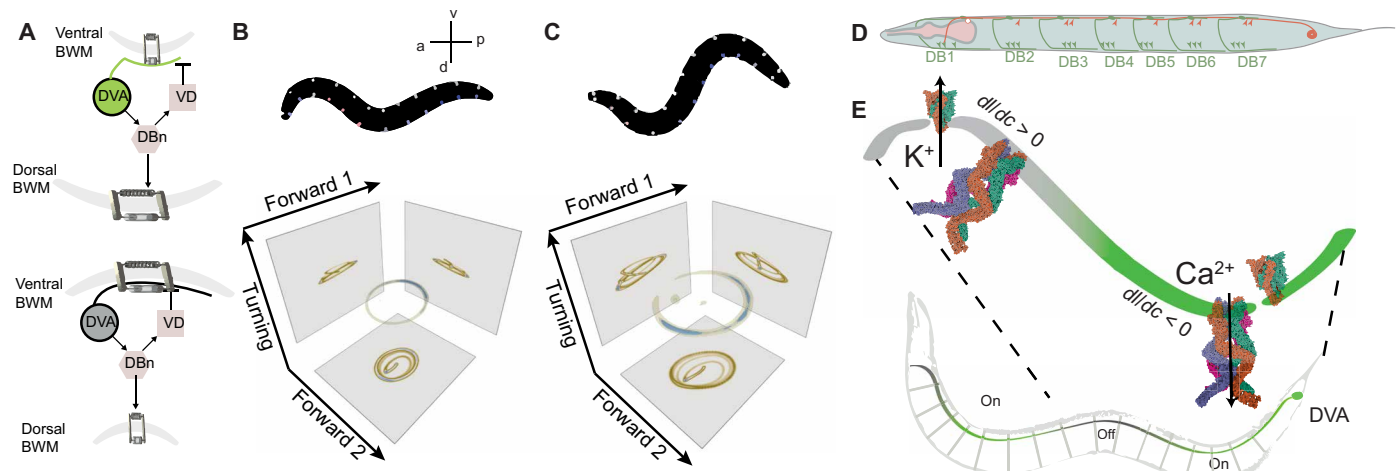 A
Ventral
BWM
DVA
VD
DBn
Dorsal
BWM
Ventral
BWM
DVA
VD
DBn
Dorsal
BWM
B
v
a
p
d
Forward 1
Turning
Forward 2
C
Forward 1
Turning
Forward 2
D
DB1
DB2
DB3
DB4
DB5
DB6
DB7
E
K+
dI/dc > 0
Ca2+
dI/dc < 0
On
Off
On
DVA